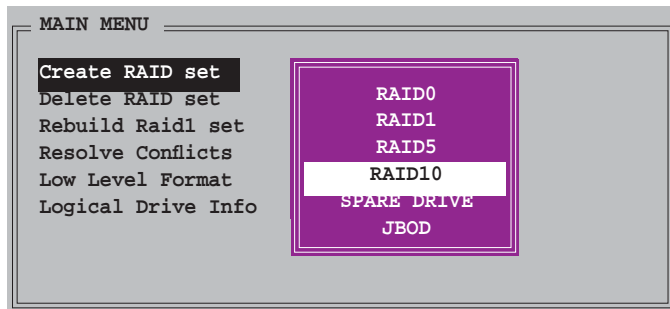 MAIN MENU
Create RAID set
Delete RAID set
Rebuild Raid1 set
Resolve Conflicts
Low Level Format
Logical Drive Info
RAID0
RAID1
RAID5
RAID10
SPARE DRIVE
JBOD